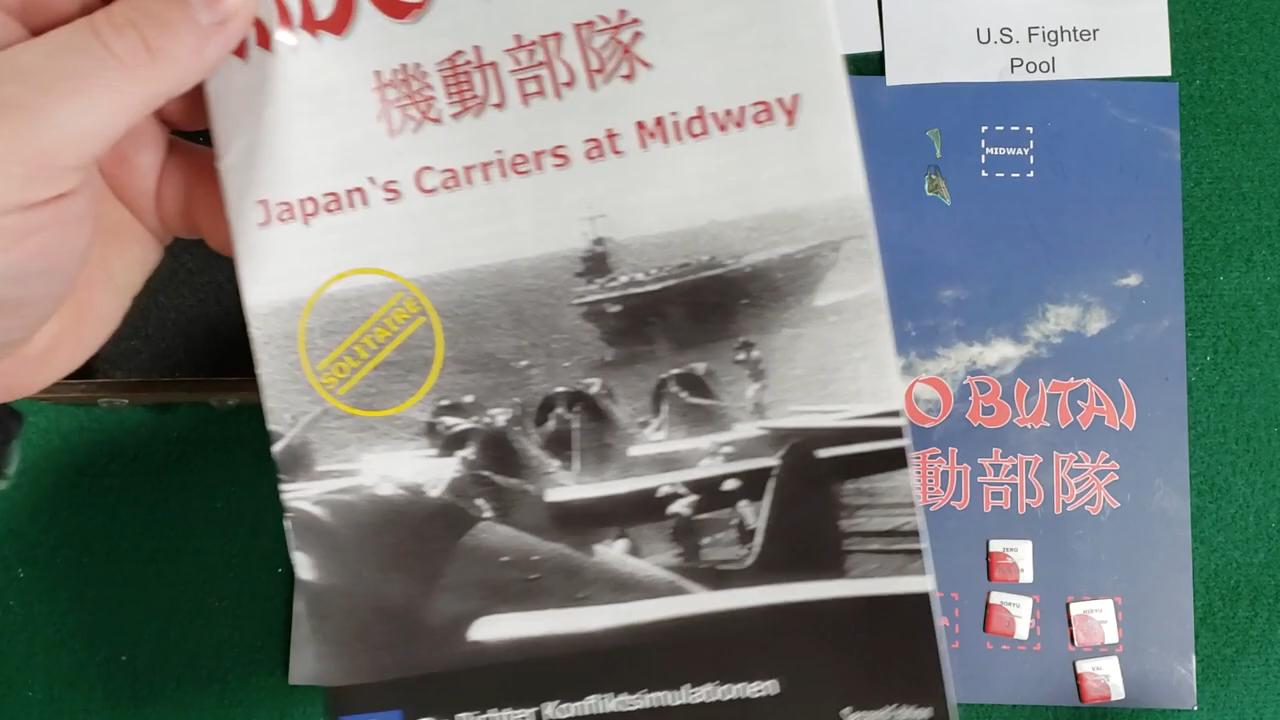 機動部隊
Japan's Carriers at Midway
SOLITAIRE
Fighter Konfliktsimulationen
U.S. Fighter
Pool
MIDWAY
O BUTAI
動部隊
ZERO
SORYU
HIRYU
VAL